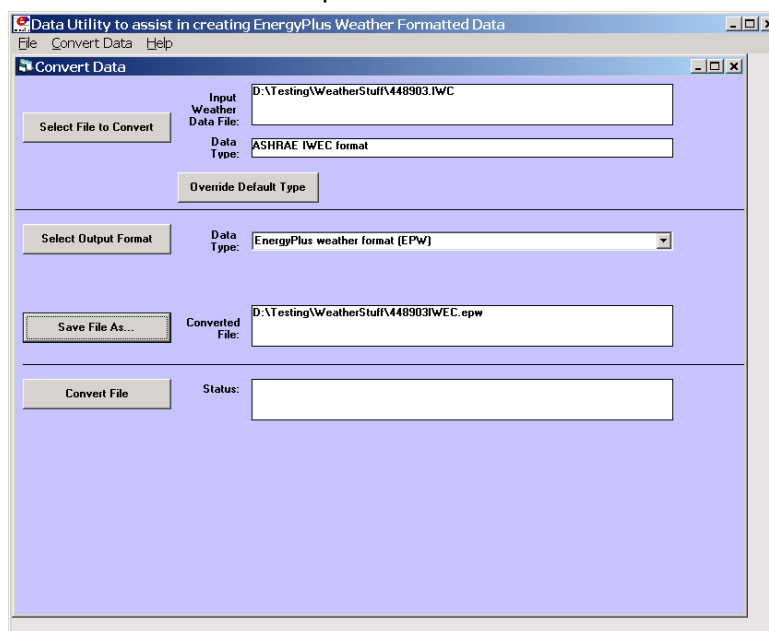 Data Utility to assist in creating EnergyPlus Weather Formatted Data
File Convert Data Help
Convert Data
Select File to Convert
Input
Weather
Data File:
D:\Testing\WeatherStuff\448903.IWC
Data
Type:
ASHRAE IWEC format
Override Default Type
Select Output Format
Data
Type:
EnergyPlus weather format (EPW)
Save File As...
Converted
File:
D:\Testing\WeatherStuff\448903IWEC.epw
Convert File
Status: